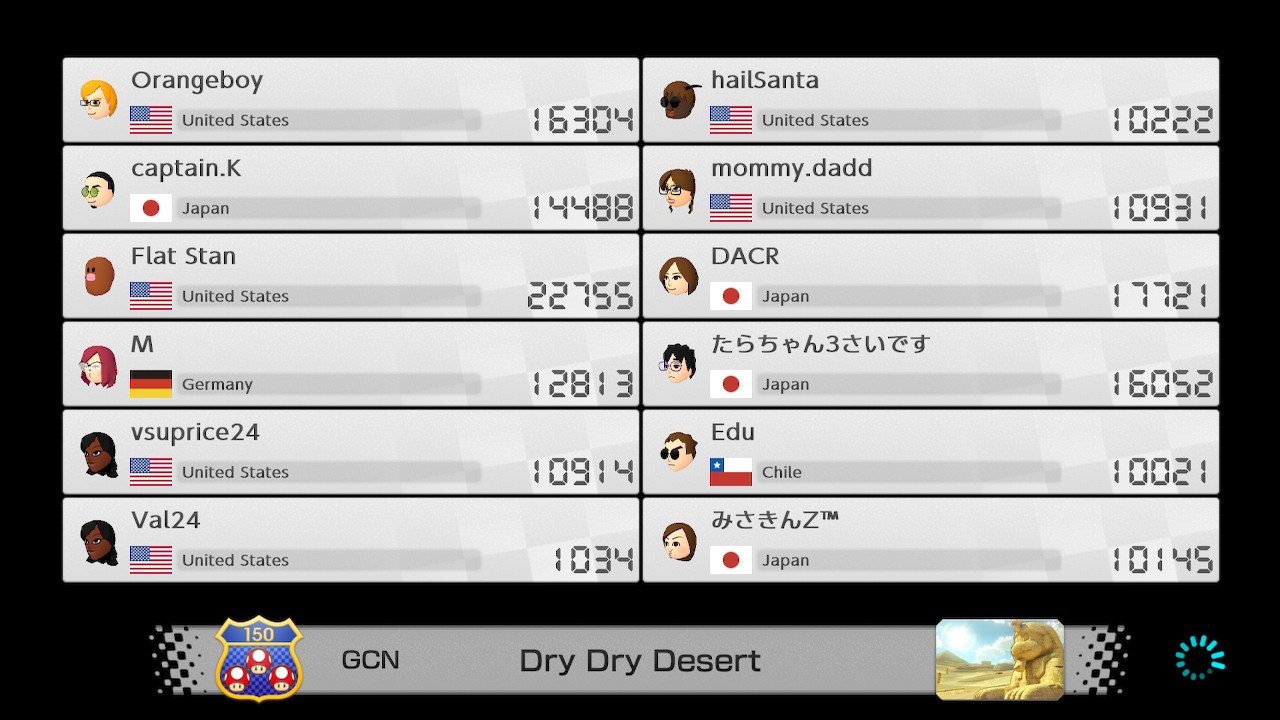 Orangeboy
United States 16304
captain.K
Japan 14488
Flat Stan
United States 22755
M
Germany 12813
vsuprice24
United States 10914
Val24
United States 1034
hailSanta
United States 10222
mommy.dadd
United States 10931
DACR
Japan 17721
たらちゃん3さいです
Japan 16052
Edu
Chile 10021
みさきんZ™
Japan 10145
150
GCN Dry Dry Desert